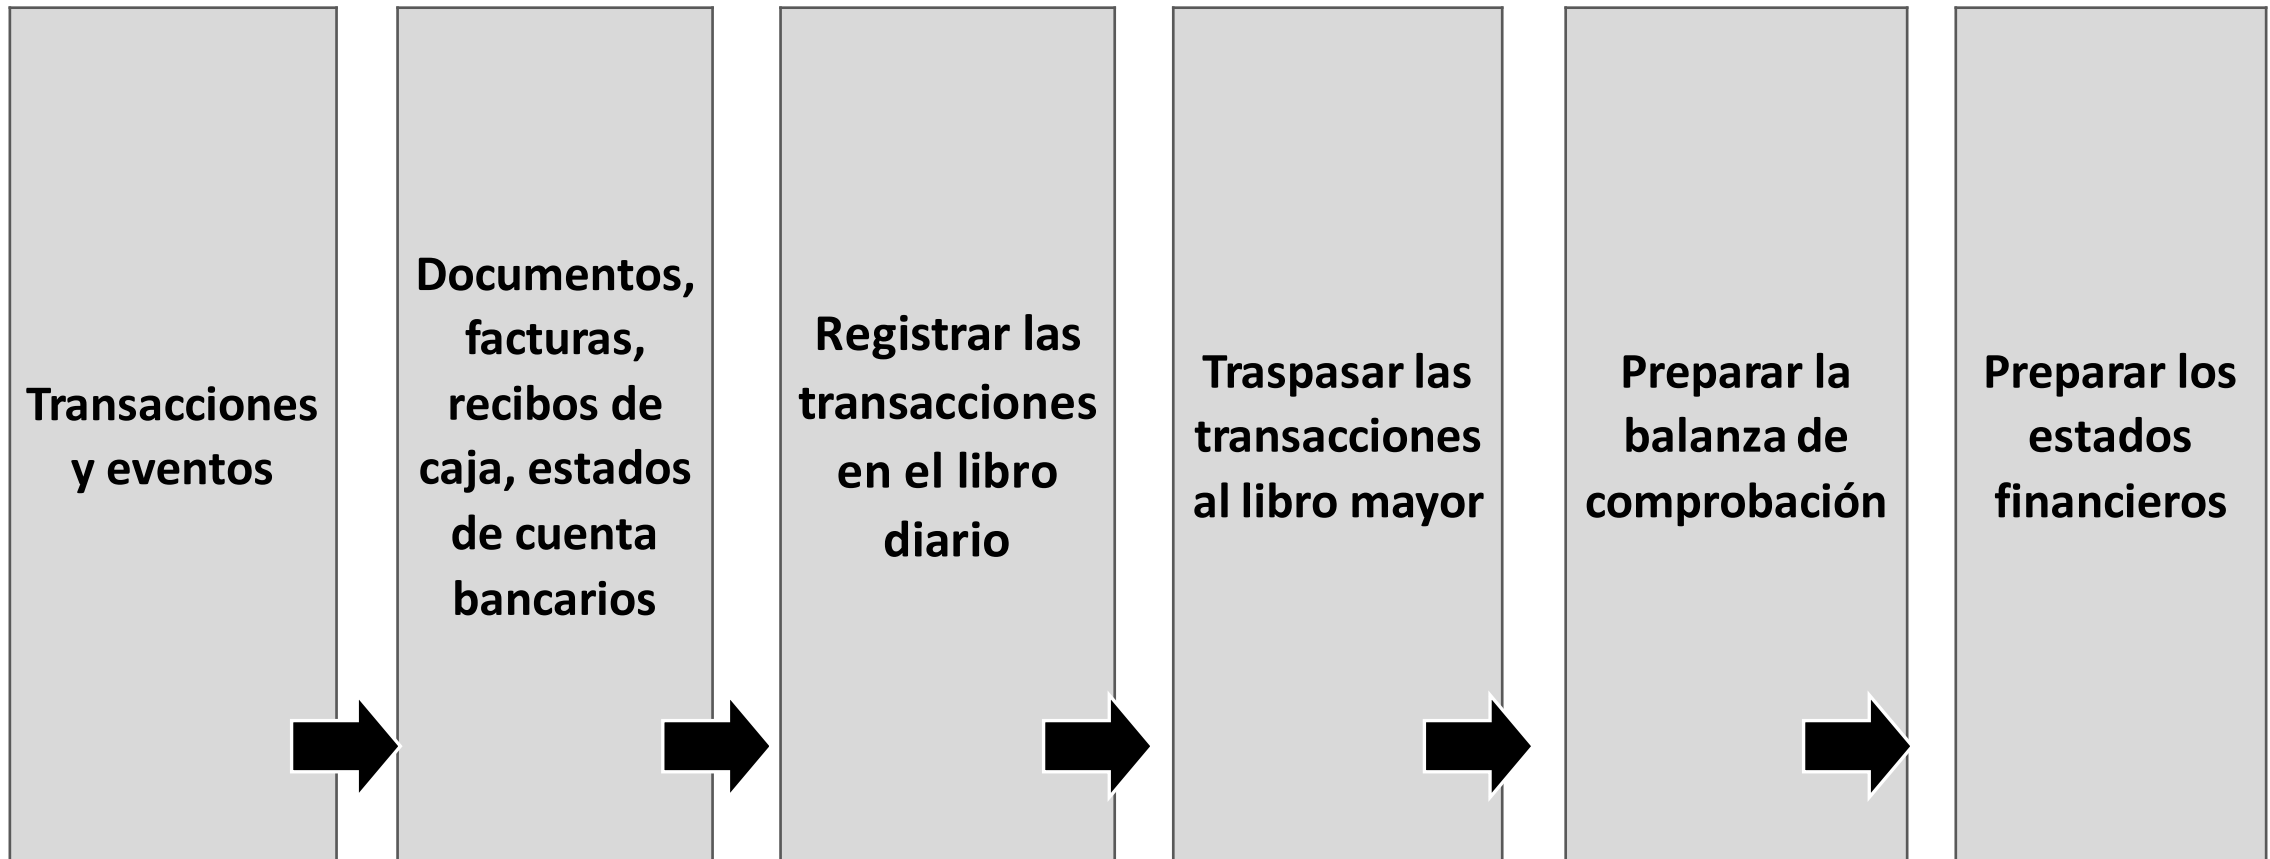 Transacciones
y eventos
Documentos,
facturas,
recibos de
caja, estados
de cuenta
bancarios
Registrar las
transacciones
en el libro
diario
Traspasar las
transacciones
al libro mayor
Preparar la
balanza de
comprobación
Preparar los
estados
financieros